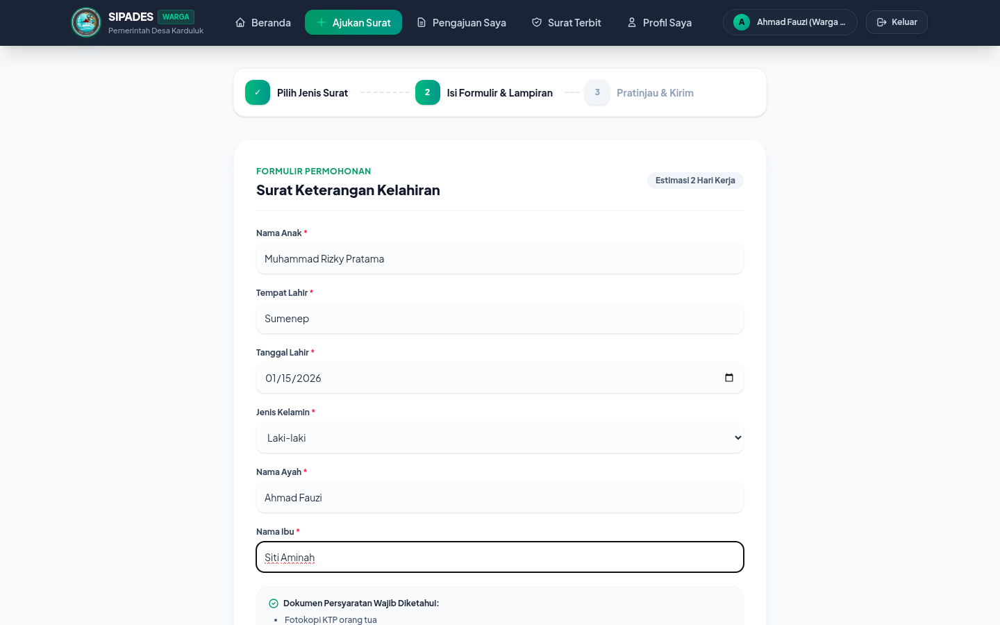 SIPADES WARGA
Pemerintah Desa Karduluk
Beranda
Ajukan Surat
Pengajuan Saya
Surat Terbit
Profil Saya
A
Ahmad Fauzi (Warga ...
Keluar
✓ Pilih Jenis Surat
2 Isi Formulir & Lampiran
3 Pratinjau & Kirim
FORMULIR PERMOHONAN
Surat Keterangan Kelahiran
Estimasi 2 Hari Kerja
Nama Anak *
Muhammad Rizky Pratama
Tempat Lahir *
Sumenep
Tanggal Lahir *
01/15/2026
Jenis Kelamin *
Laki-laki
Nama Ayah *
Ahmad Fauzi
Nama Ibu *
Siti Aminah
Dokumen Persyaratan Wajib Diketahui:
• Fotokopi KTP orang tua